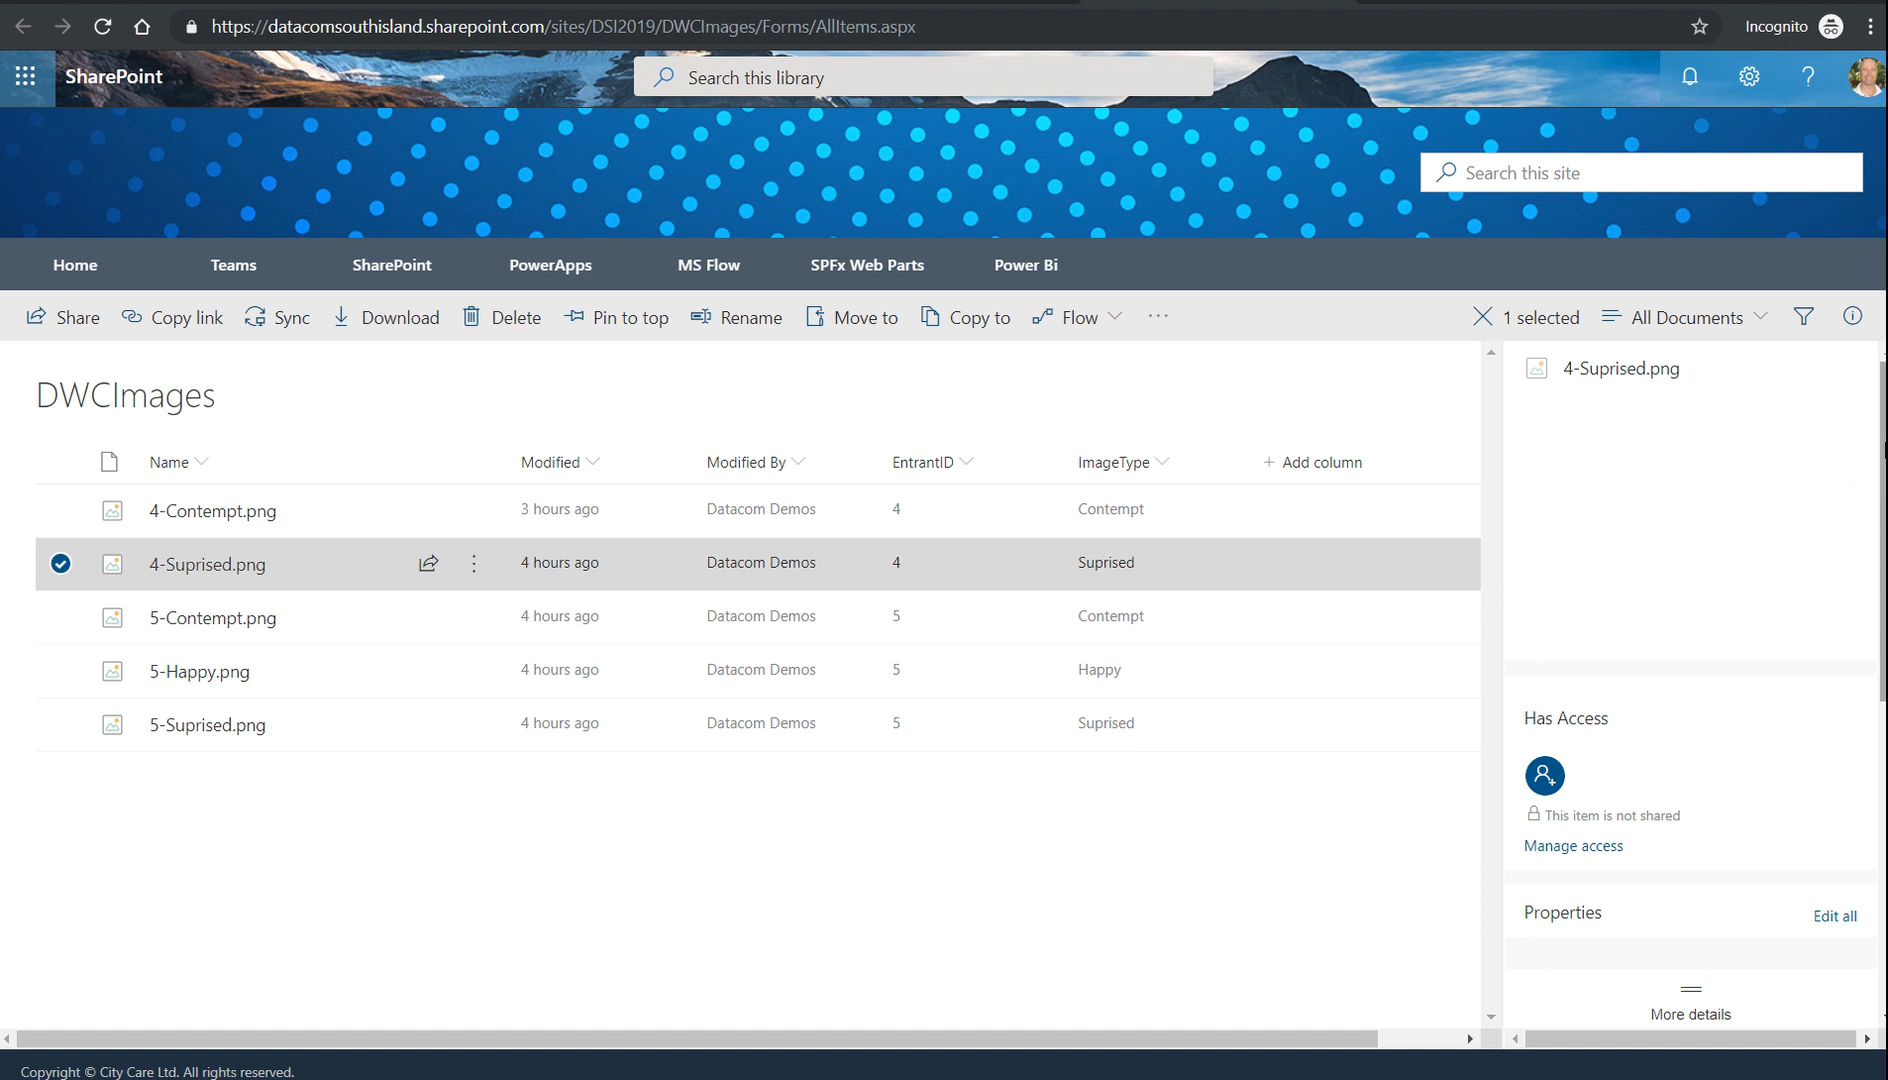 https://datacomsouthisland.sharepoint.com/sites/DSI2019/DWCImages/Forms/AllItems.aspx Incognito
SharePoint Search this library ?
Search this site
Home Teams SharePoint PowerApps MS Flow SPFx Web Parts Power Bi
Share Copy link Sync Download Delete Pin to top Rename Move to Copy to Flow ... 1 selected All Documents
4-Suprised.png
DWCImages
Name Modified Modified By EntrantID ImageType + Add column
4-Contempt.png 3 hours ago Datacom Demos 4 Contempt
4-Suprised.png 4 hours ago Datacom Demos 4 Suprised
5-Contempt.png 4 hours ago Datacom Demos 5 Contempt
5-Happy.png 4 hours ago Datacom Demos 5 Happy
5-Suprised.png 4 hours ago Datacom Demos 5 Suprised
Has Access
This item is not shared
Manage access
Properties Edit all
More details
Copyright © City Care Ltd. All rights reserved.